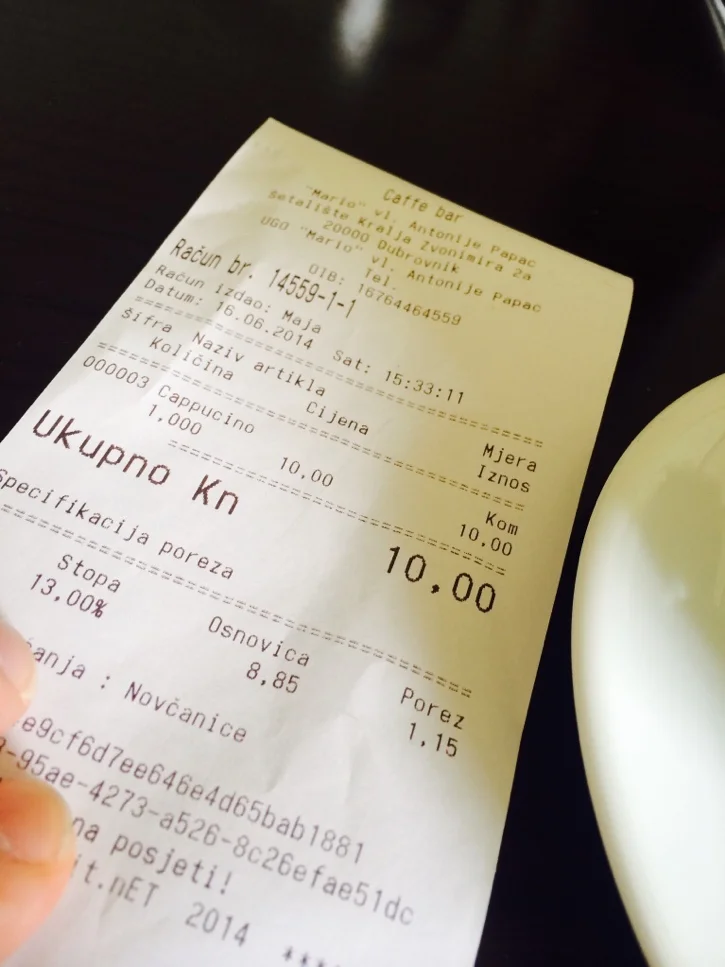 Caffe bar
"Mario" vl. Antonije Papac
Šetalište Kralja Zvonimira 2a
20000 Dubrovnik
UGO "Mario" vl. Antonije Papac
Tel.
OIB: 16764464559
Račun br. 14559-1-1
Račun izdao: Maja
Datum: 16.06.2014 Sat: 15:33:11
Šifra Naziv artikla Mjera
Količina Cijena Iznos
000003 Cappucino Kom
1,000 10,00 10,00
Ukupno Kn 10,00
Specifikacija poreza
Stopa Osnovica Porez
13,00% 8,85 1,15
anja : Novčanice
e9cf6d7ee646e4d65bab1881
-95ae-4273-a526-8c26efae51dc
na posjeti!
it.nET 2014 ****